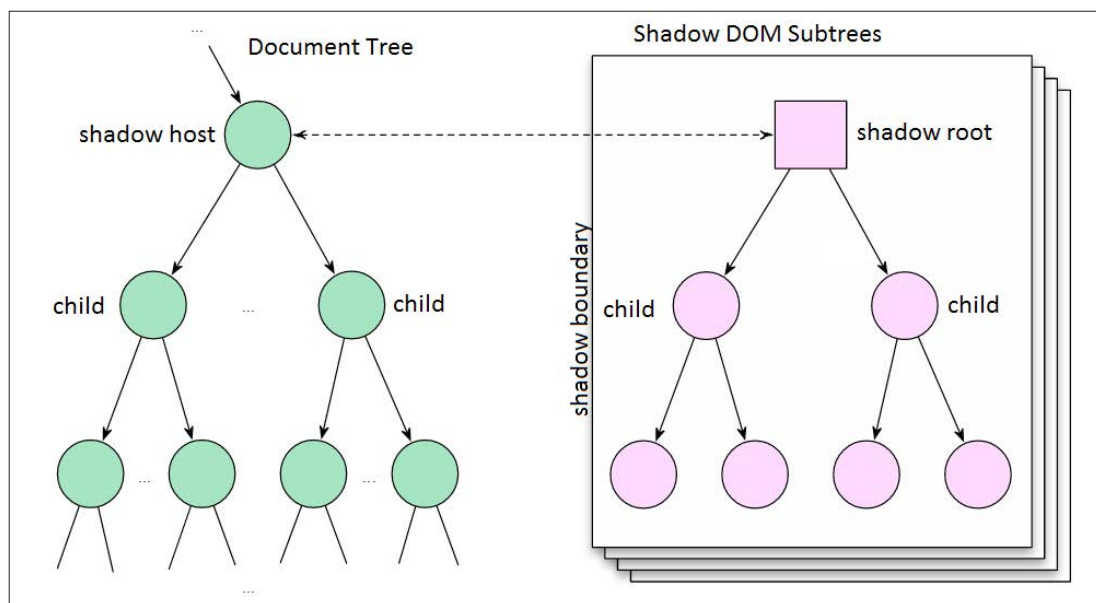 ...
Document Tree
Shadow DOM Subtrees
shadow host
shadow root
shadow boundary
child
...
child
child
child
...
...
...